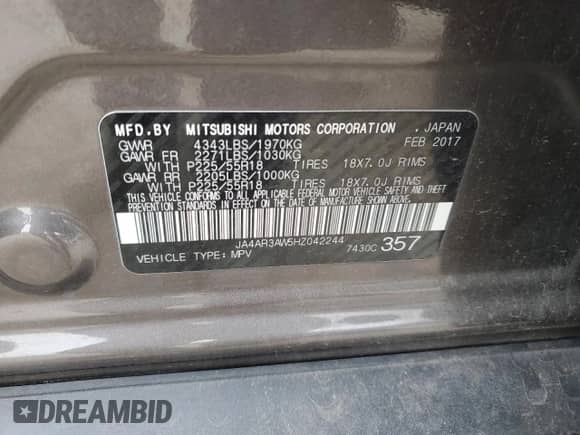 MFD.BY MITSUBISHI MOTORS CORPORATION . JAPAN
GVWR 4343LBS/1970KG FEB 2017
GAWR FR 2271LBS/1030KG
WITH P225/55R18 TIRES 18X7.0J RIMS
GAWR RR 2205LBS/1000KG
WITH P225/55R18 TIRES 18X7.0J RIMS
THIS VEHICLE CONFORMS TO ALL APPLICABLE FEDERAL MOTOR VEHICLE SAFETY AND THEFT
PREVENTION STANDARDS IN EFFECT ON THE DATE OF MANUFACTURE SHOWN ABOVE.
JA4AR3AW5HZ042244
VEHICLE TYPE: MPV 7430C 357
DREAMBID